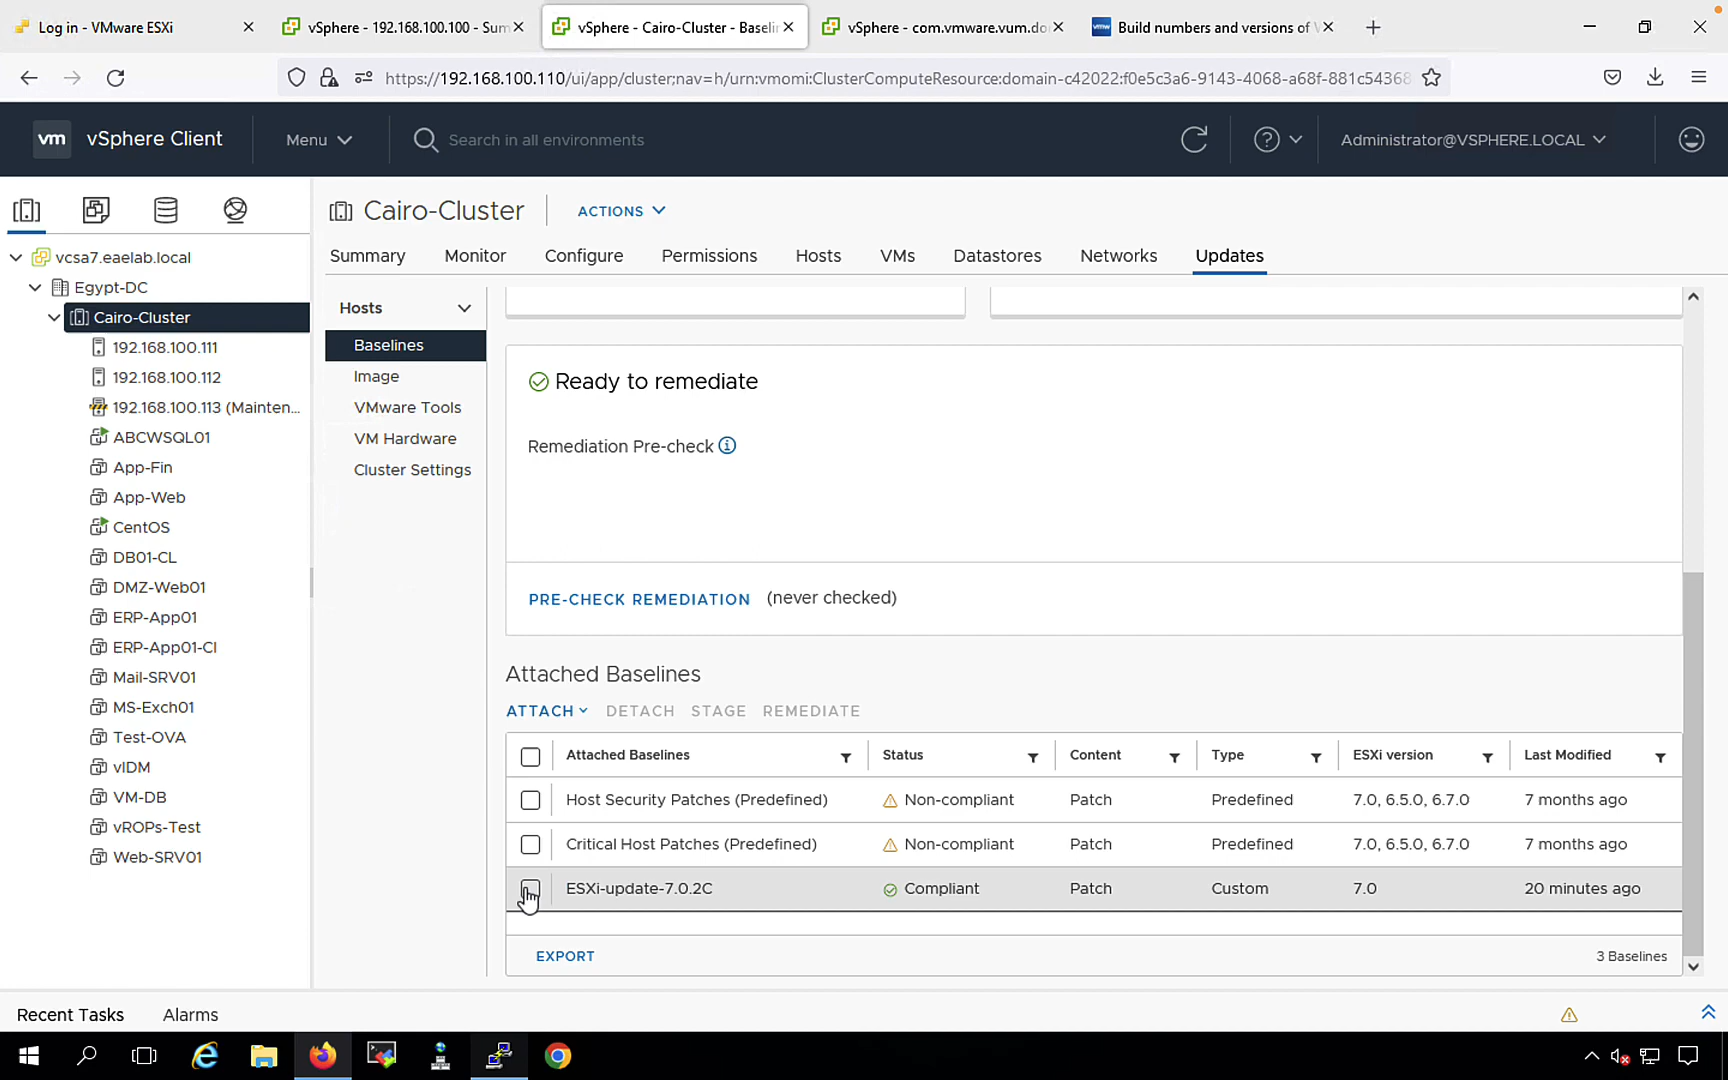 Log in - VMware ESXi
vSphere - 192.168.100.100 - Sum
vSphere - Cairo-Cluster - Baselin
vSphere - com.vmware.vum.do
vmw
Build numbers and versions of V
https://192.168.100.110/ui/app/cluster;nav=h/urn:vmomi:ClusterComputeResource:domain-c42022:f0e5c3a6-9143-4068-a68f-881c54368
vm
vSphere Client
Menu
Search in all environments
Administrator@VSPHERE.LOCAL
Cairo-Cluster
ACTIONS
Summary
Monitor
Configure
Permissions
Hosts
VMs
Datastores
Networks
Updates
vcsa7.eaelab.local
Egypt-DC
Cairo-Cluster
192.168.100.111
192.168.100.112
192.168.100.113 (Mainten...
ABCWSQL01
App-Fin
App-Web
CentOS
DB01-CL
DMZ-Web01
ERP-App01
ERP-App01-Cl
Mail-SRV01
MS-Exch01
Test-OVA
vIDM
VM-DB
vROPs-Test
Web-SRV01
Hosts
Baselines
Image
VMware Tools
VM Hardware
Cluster Settings
Ready to remediate
Remediation Pre-check
PRE-CHECK REMEDIATION (never checked)
Attached Baselines
ATTACH DETACH STAGE REMEDIATE
Attached Baselines Status Content Type ESXi version Last Modified
Host Security Patches (Predefined) Non-compliant Patch Predefined 7.0, 6.5.0, 6.7.0 7 months ago
Critical Host Patches (Predefined) Non-compliant Patch Predefined 7.0, 6.5.0, 6.7.0 7 months ago
ESXi-update-7.0.2C Compliant Patch Custom 7.0 20 minutes ago
EXPORT
3 Baselines
Recent Tasks
Alarms